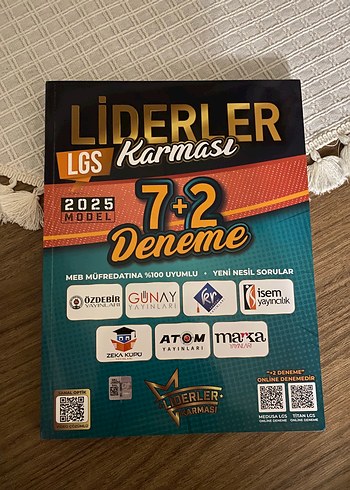 LİDERLER
LGS
Karması
2025
MODEL
7+2
Deneme
MEB MÜFREDATINA %100 UYUMLU • YENİ NESİL SORULAR
ÖZDEBİR
YAYINLARI
GÜNAY
YAYINLARI
isem
yayıncılık
ZEKA KÜPÜ
ATOM
YAYINLARI
marka
YAYINLARI
LİDERLER
KARMASI
"+2 DENEME"
ONLINE DENEMEDİR
MEDUSA LGS
ONLINE DENEME
TİTAN LGS
ONLINE DENEME